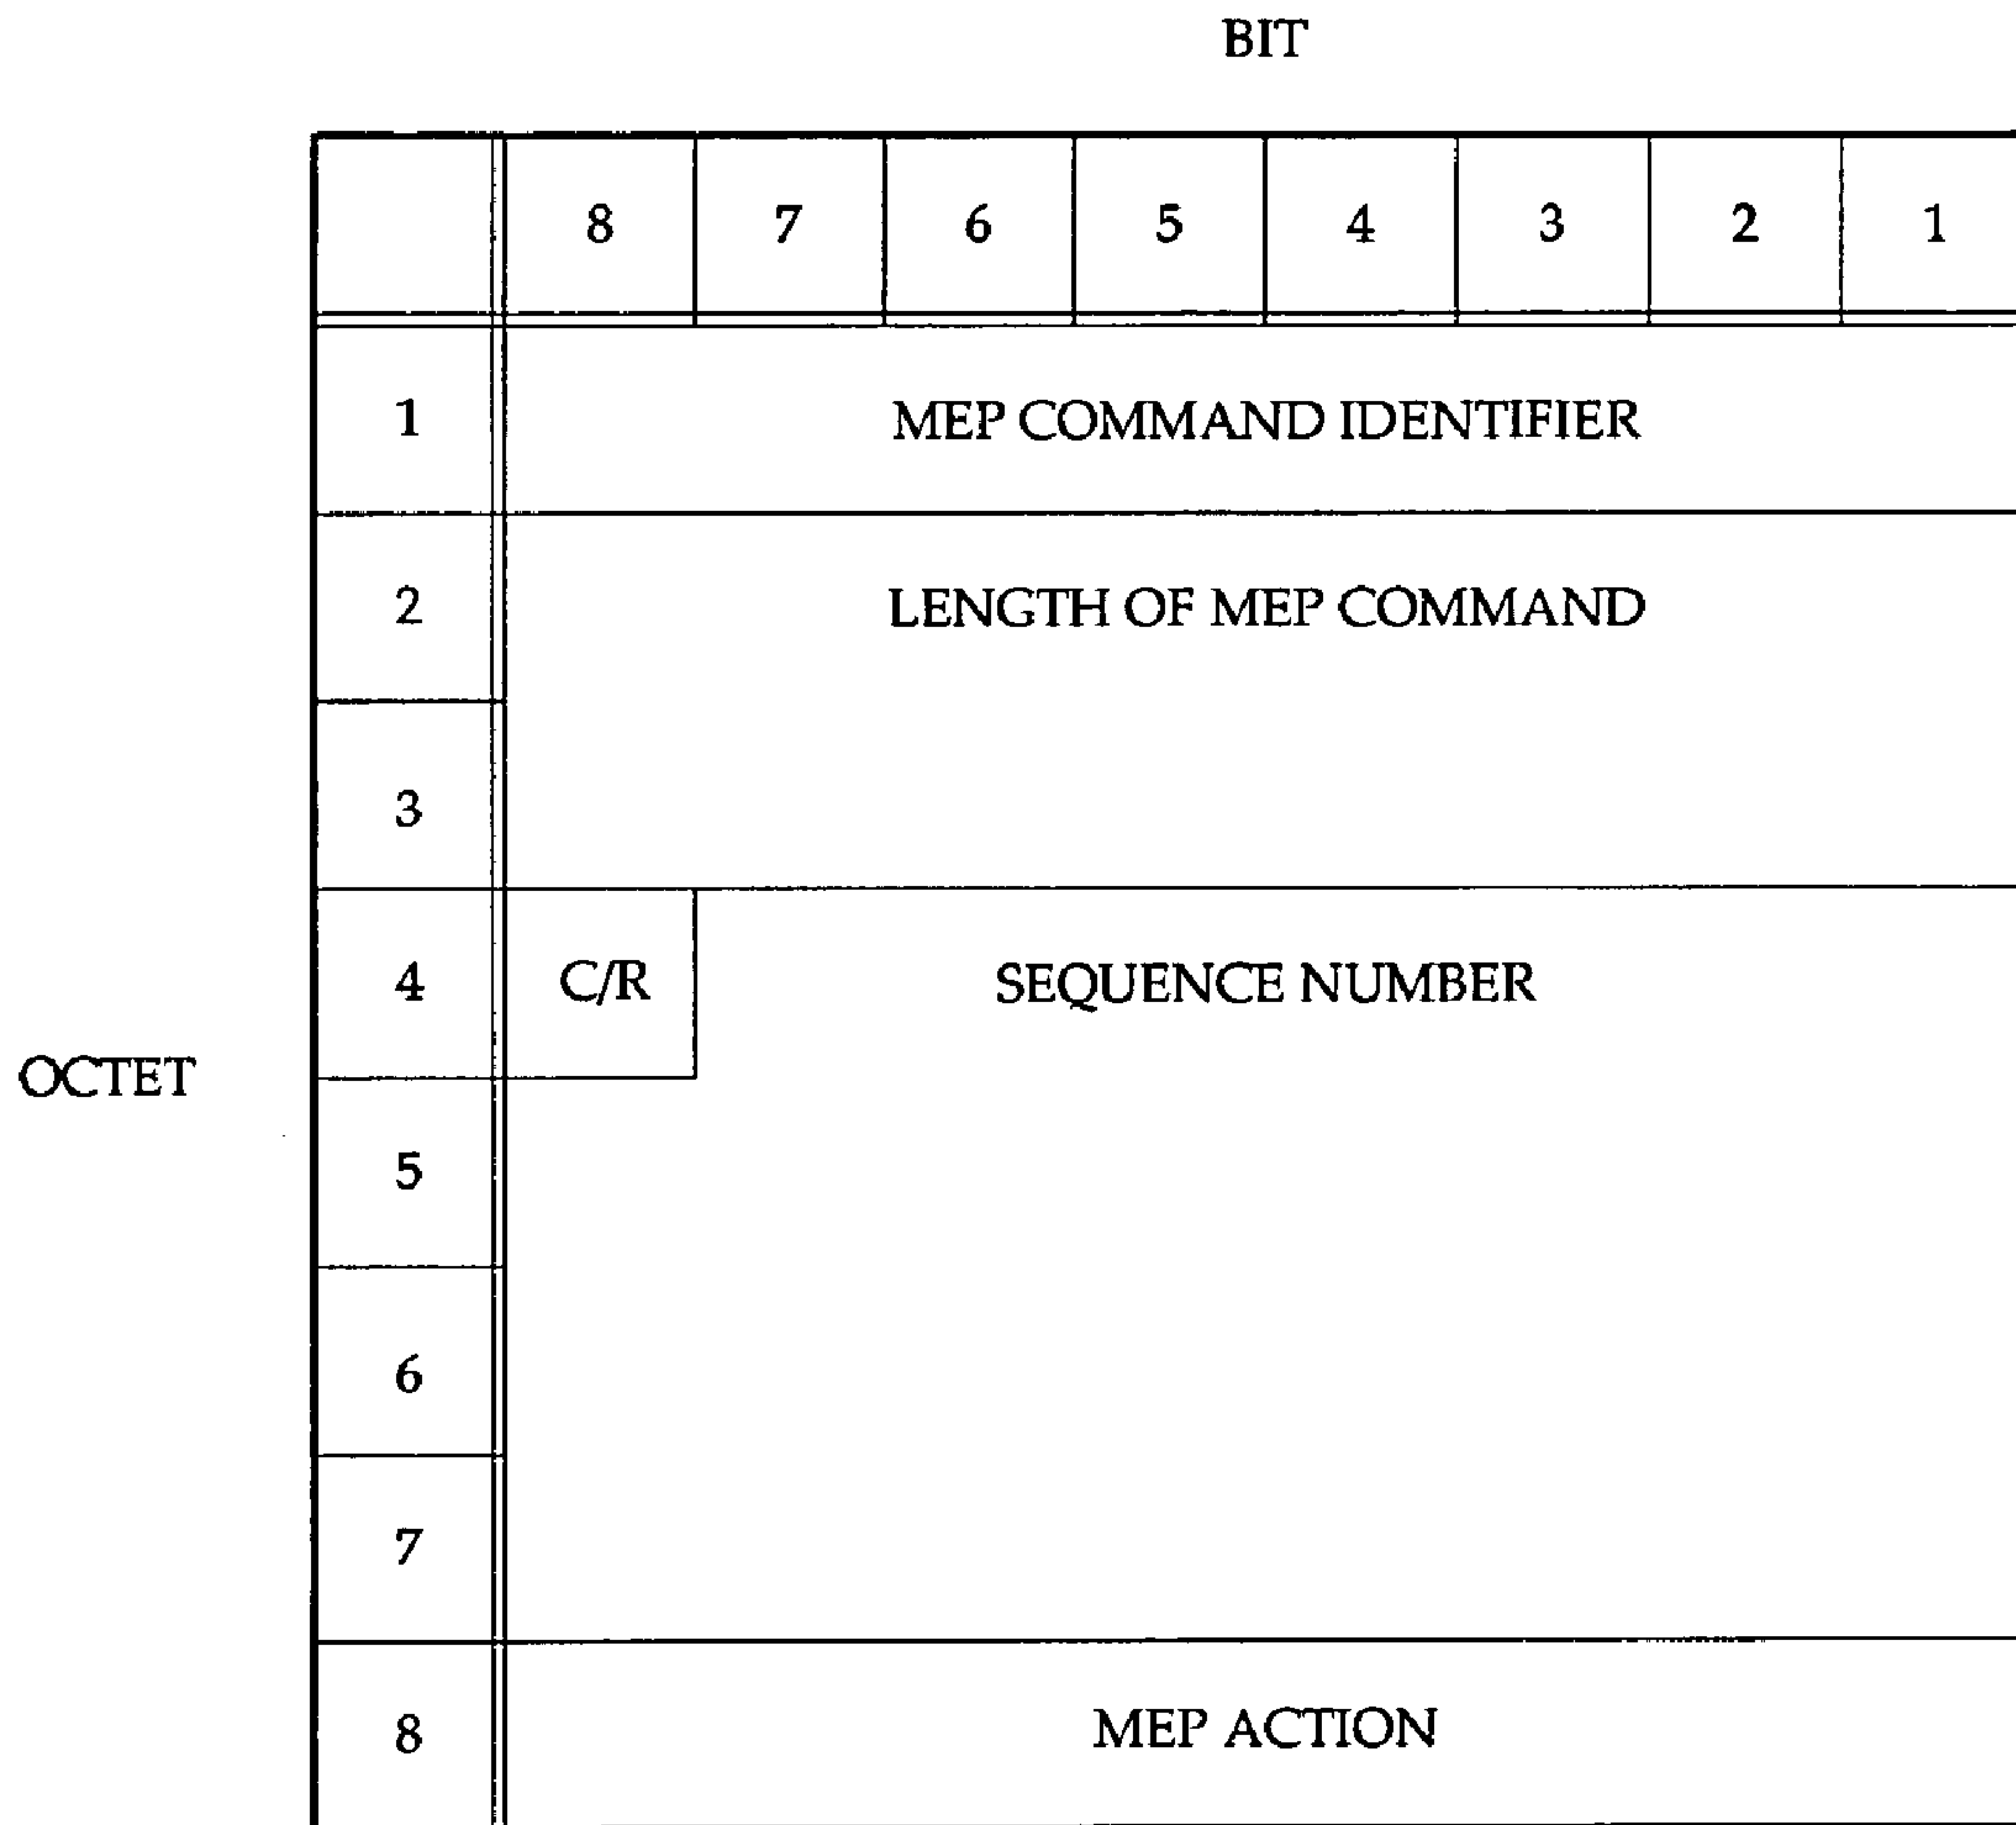 BIT
8 7 6 5 4 3 2 1
1 MEP COMMAND IDENTIFIER
2 LENGTH OF MEP COMMAND
3
4 C/R SEQUENCE NUMBER
OCTET
5
6
7
8 MEP ACTION